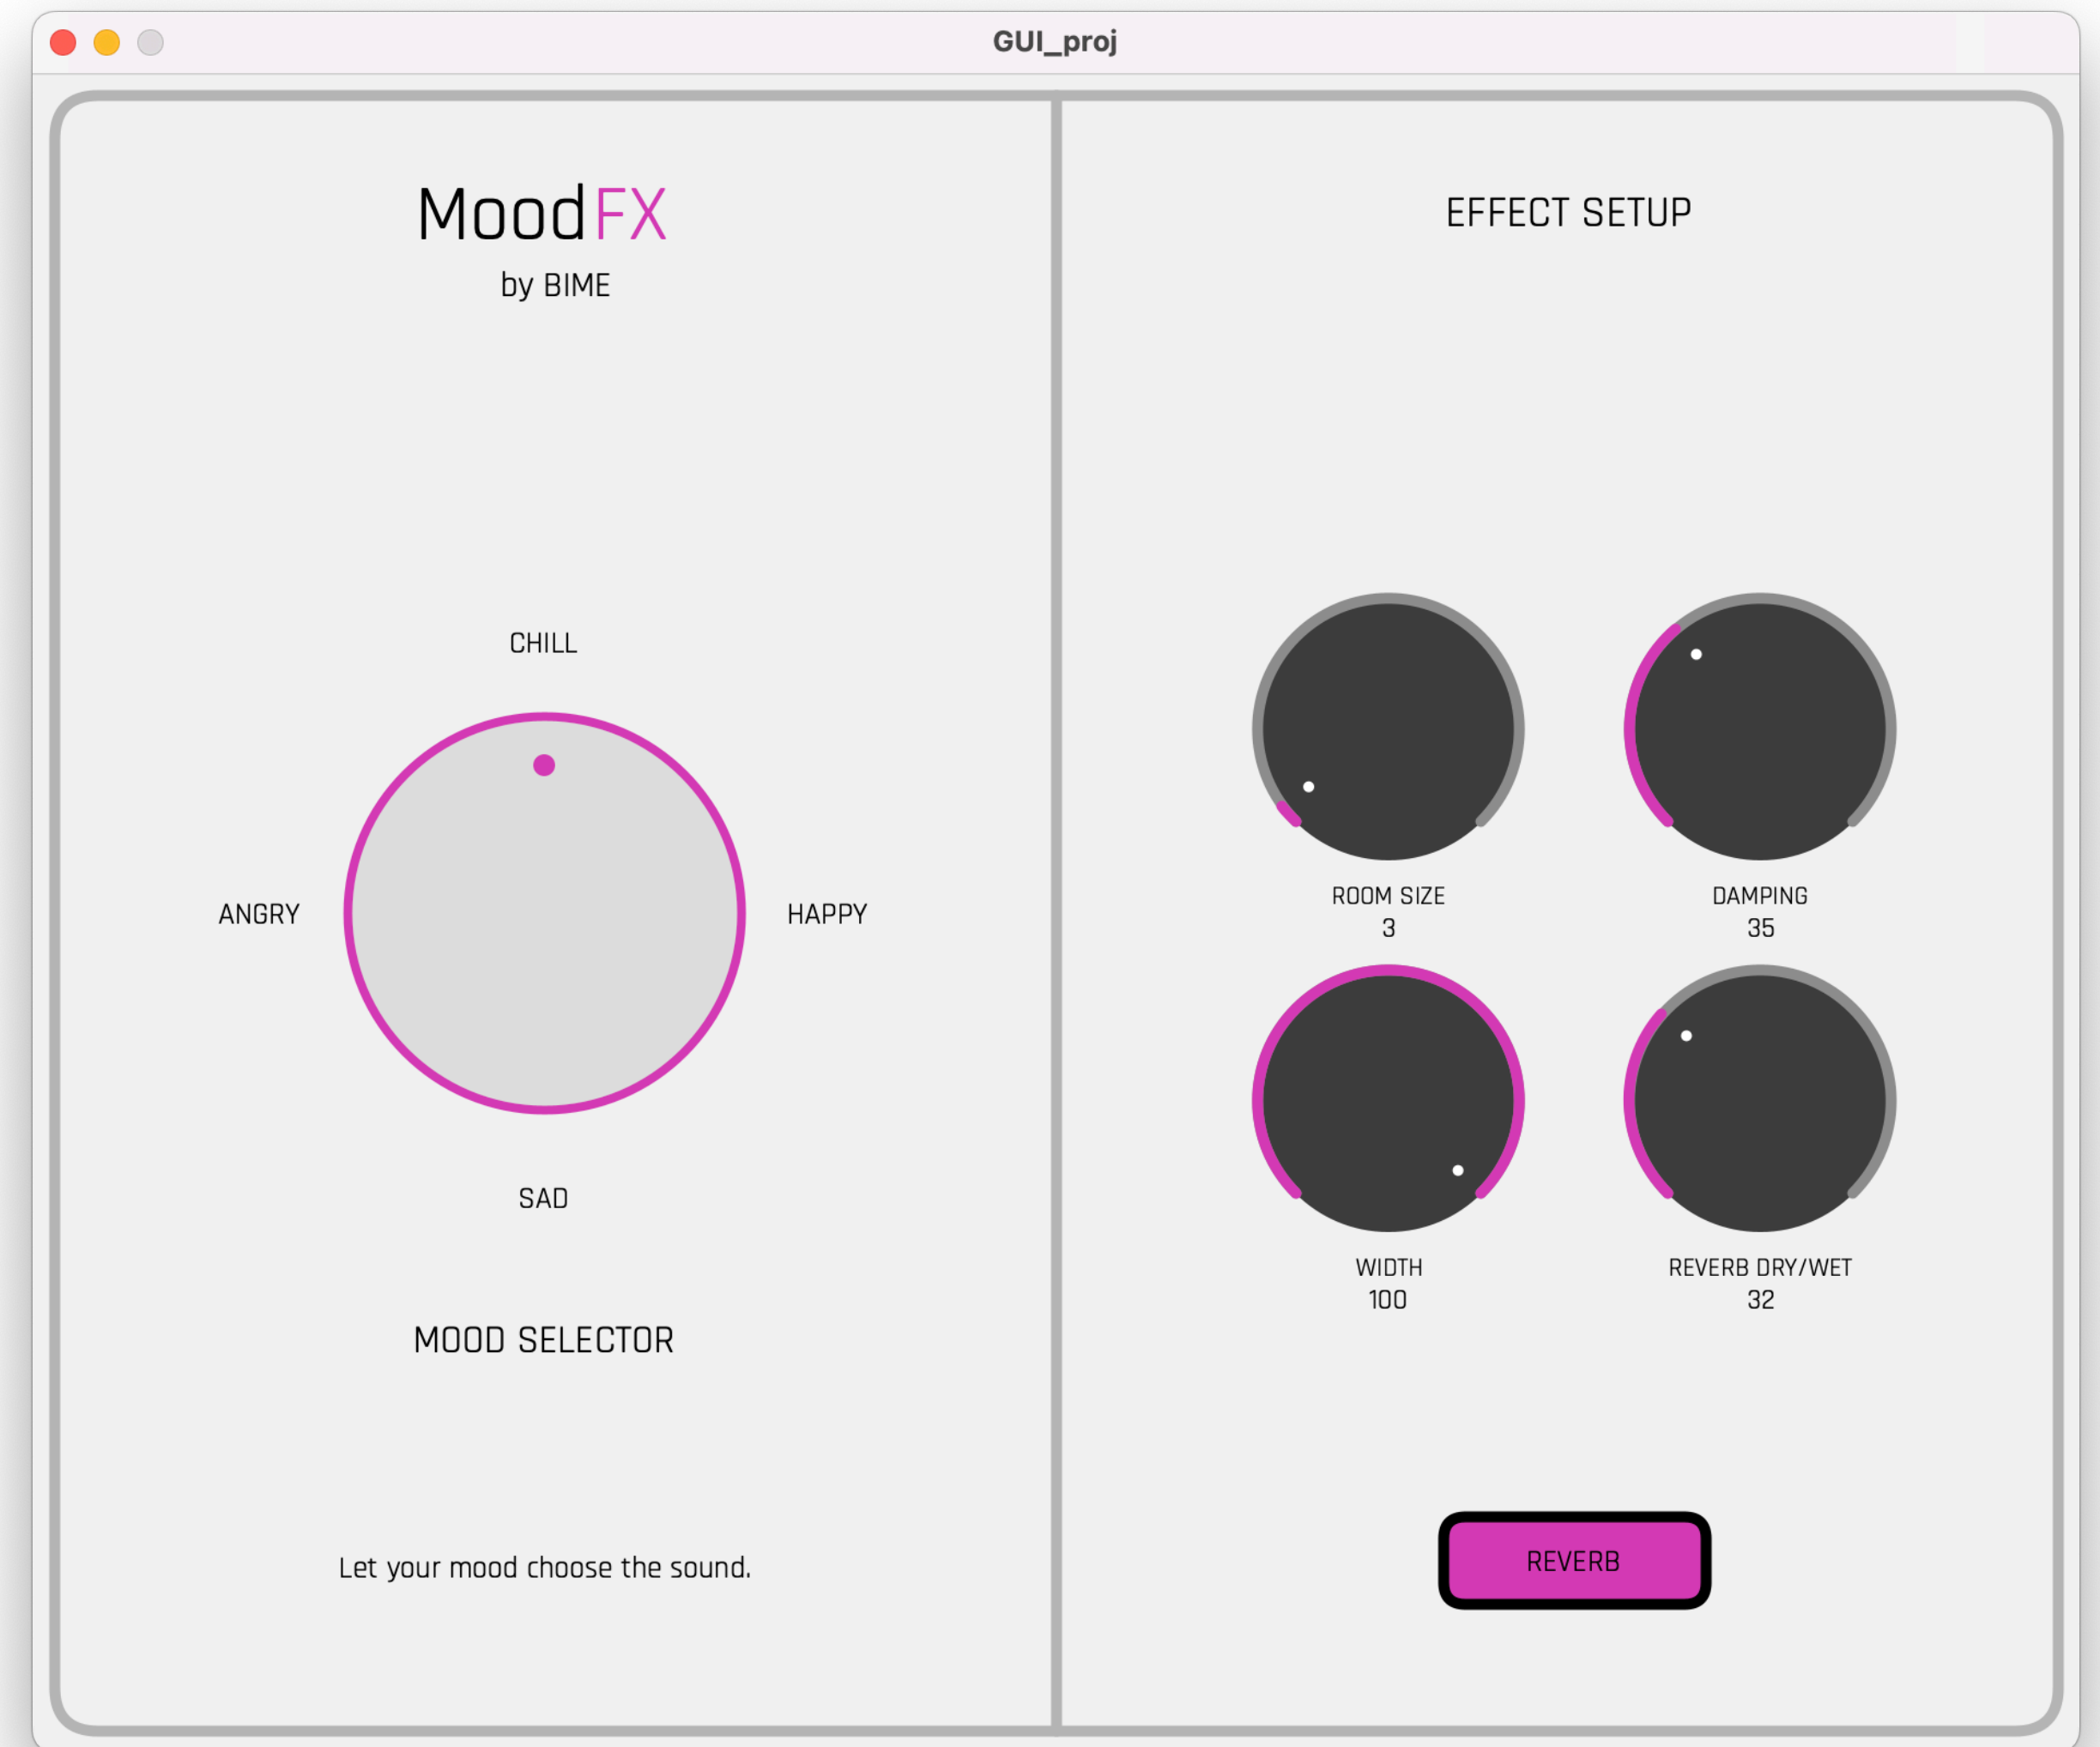 GUI_proj
MoodFX
by BIME
CHILL
ANGRY
HAPPY
SAD
MOOD SELECTOR
Let your mood choose the sound.
EFFECT SETUP
ROOM SIZE
3
DAMPING
35
WIDTH
100
REVERB DRY/WET
32
REVERB